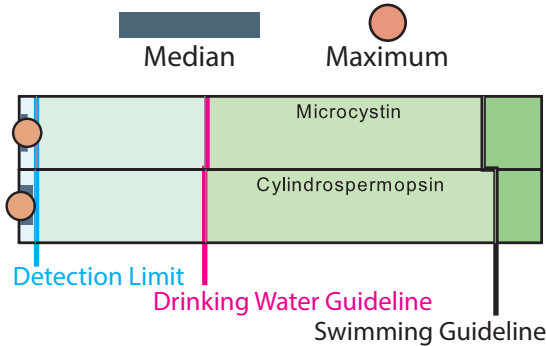 Median
Maximum
Microcystin
Cylindrospermopsin
Detection Limit
Drinking Water Guideline
Swimming Guideline